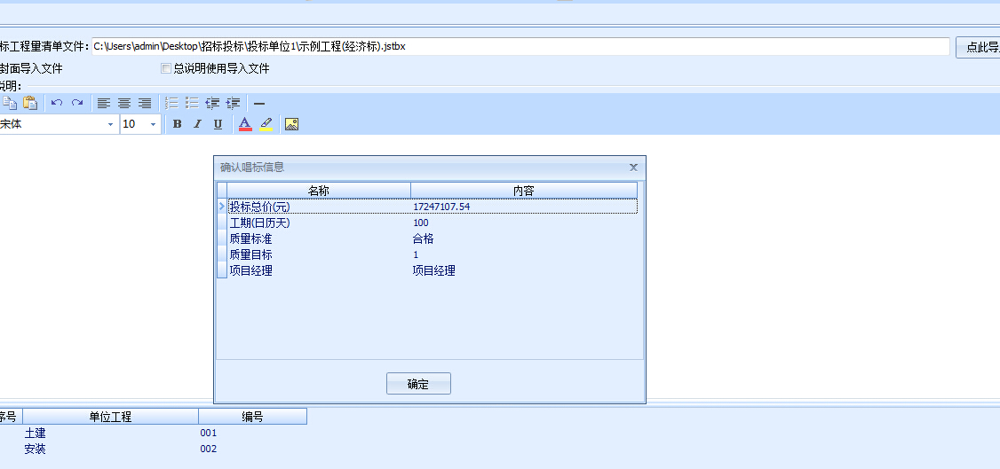 标工程量清单文件: C:\Users\admin\Desktop\招标投标\投标单位1\示例工程(经济标).jstbx 点此导
封面导入文件 总说明使用导入文件
说明:
宋体 10 B I U A
确认唱标信息
名称 内容
投标总价(元) 17247107.54
工期(日历天) 100
质量标准 合格
质量目标 1
项目经理 项目经理
确定
序号 单位工程 编号
土建 001
安装 002